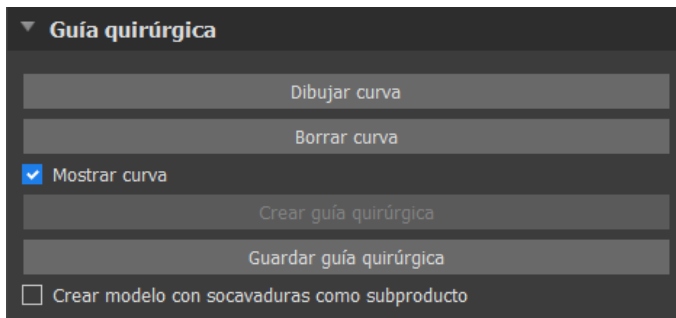 Guía quirúrgica
Dibujar curva
Borrar curva
Mostrar curva
Crear guía quirúrgica
Guardar guía quirúrgica
Crear modelo con socavaduras como subproducto